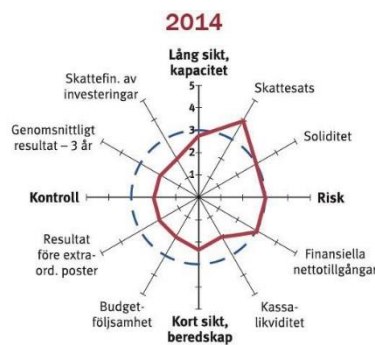 2014
Lång sikt,
kapacitet
Skattefin. av
investeringar
Skattesats
Genomsnittligt
resultat – 3 år
Soliditet
5
4
3
2
1
Kontroll
Risk
Resultat
före extra-
ord. poster
Finansiella
nettotillgångar
Budget-
följsamhet
Kassa-
likviditet
Kort sikt,
beredskap